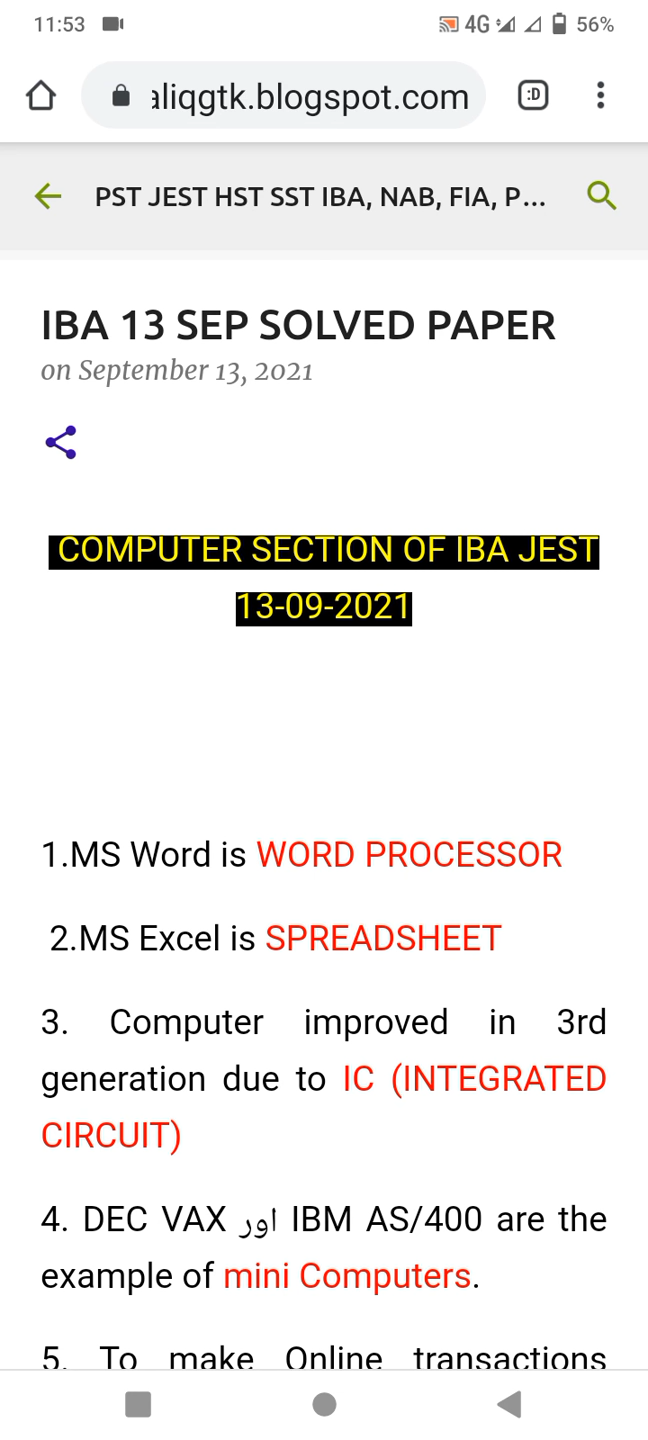 11:53 4G 56%
aliqgtk.blogspot.com :D
PST JEST HST SST IBA, NAB, FIA, P...
IBA 13 SEP SOLVED PAPER
on September 13, 2021
COMPUTER SECTION OF IBA JEST
13-09-2021
1.MS Word is WORD PROCESSOR
2.MS Excel is SPREADSHEET
3. Computer improved in 3rd
generation due to IC (INTEGRATED
CIRCUIT)
4. DEC VAX اور IBM AS/400 are the
example of mini Computers.
5. To make Online transactions